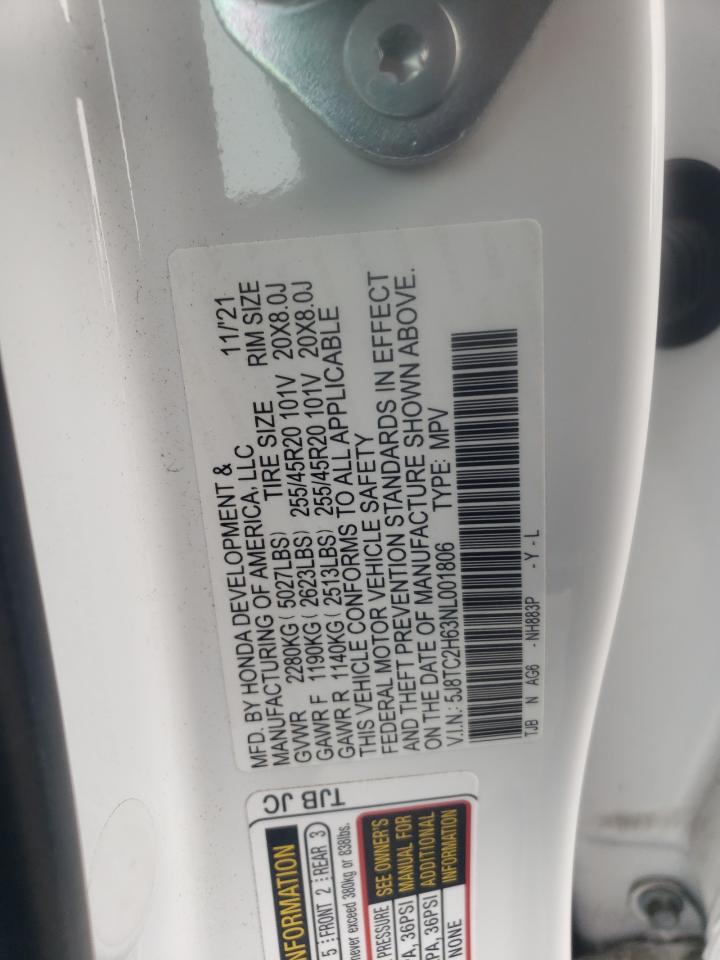 MFD. BY HONDA DEVELOPMENT & 11/'21
MANUFACTURING OF AMERICA, LLC
TIRE SIZE RIM SIZE
GVWR 2280KG ( 5027LBS)
GAWR F 1190KG ( 2623LBS) 255/45R20 101V 20X8.0J
GAWR R 1140KG ( 2513LBS) 255/45R20 101V 20X8.0J
THIS VEHICLE CONFORMS TO ALL APPLICABLE
FEDERAL MOTOR VEHICLE SAFETY
AND THEFT PREVENTION STANDARDS IN EFFECT
ON THE DATE OF MANUFACTURE SHOWN ABOVE.
V.I.N.: 5J8TC2H63NL001806 TYPE: MPV
TJB N AG6 -NH883P -Y-L
TJB JC
INFORMATION
5 FRONT 2 REAR 3
never exceed 380kg or 838lbs.
PRESSURE SEE OWNER'S
PA, 36PSI MANUAL FOR
PA, 36PSI ADDITIONAL
NONE INFORMATION